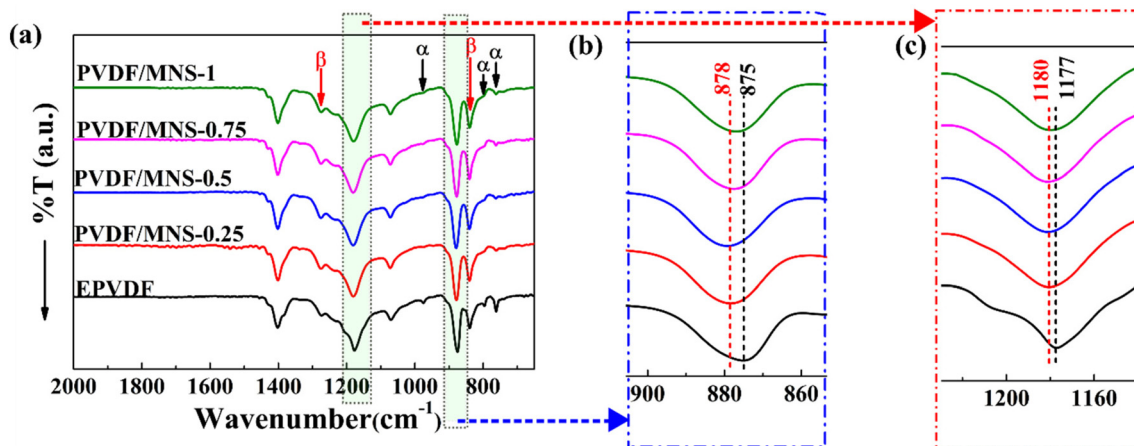 (a)
β
α
α
β
α
PVDF/MNS-1
PVDF/MNS-0.75
PVDF/MNS-0.5
PVDF/MNS-0.25
EPVDF
%T (a.u.)
2000 1800 1600 1400 1200 1000 800
Wavenumber(cm⁻¹)
(b)
878
875
900 880 860
(c)
1180
1177
1200 1160